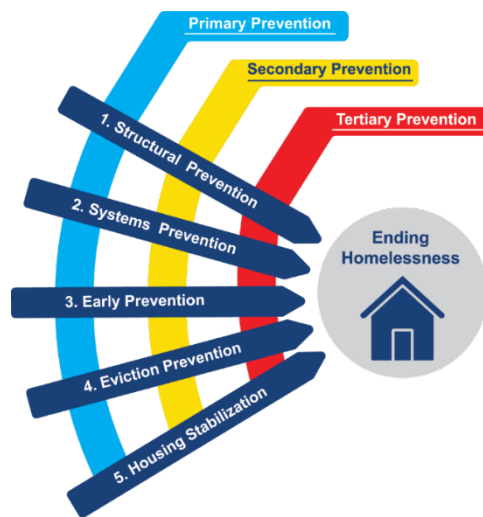 Primary Prevention
Secondary Prevention
Tertiary Prevention
1. Structural Prevention
2. Systems Prevention
3. Early Prevention
4. Eviction Prevention
5. Housing Stabilization
Ending
Homelessness